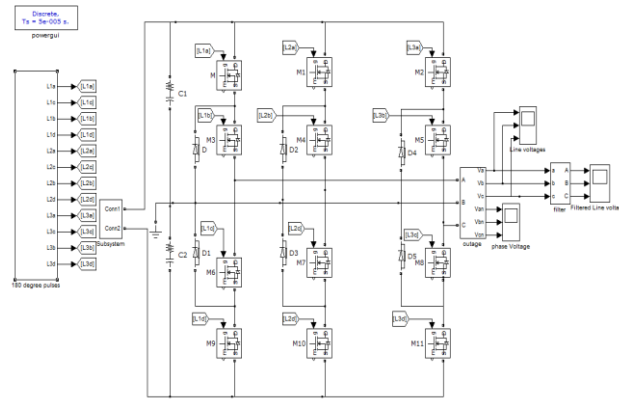 Discrete,
Ts = 5e-005 s.
powergui
L1a [L1a]
L1c [L1c]
L1b [L1b]
L1d [L1d]
L2a [L2a]
L2c [L2c]
L2b [L2b]
L2d [L2d]
L3a [L3a]
L3c [L3c]
L3b [L3b]
L3d [L3d]
180 degree pulses
Conn1
Conn2
Subsystem
C1
C2
[L1a] [L2a] [L3a]
M M1 M2
[L1b] [L2b] [L3b]
M3 M4 M5
D D2 D4
[L1c] [L2c] [L3c]
D1 D3 D5
M6 M7 M8
[L1d] [L2d] [L3d]
M9 M10 M11
A
B
C
Va
Vb
Vc
Van
Vbn
Von
outage
Line voltages
phase Voltage
a A
b B
c C
filter
Filtered Line volta